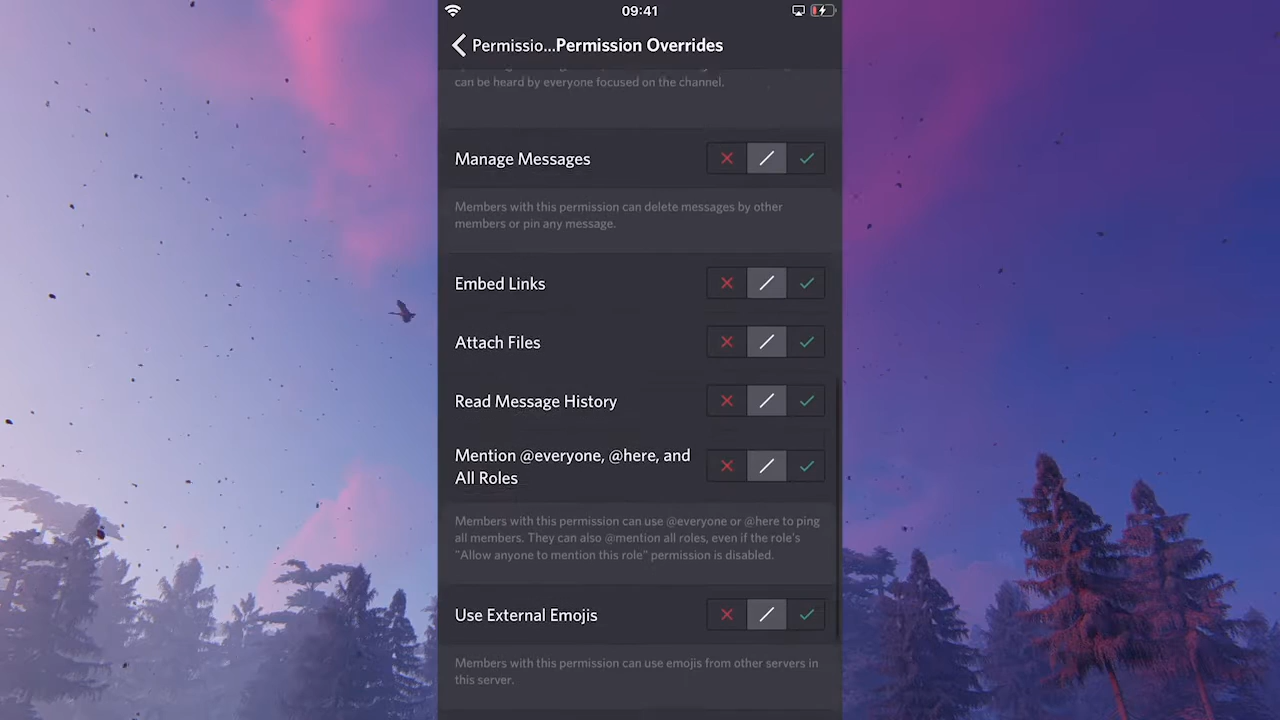 09:41
Permissio...Permission Overrides
can be heard by everyone focused on the channel.
Manage Messages
Members with this permission can delete messages by other
members or pin any message.
Embed Links
Attach Files
Read Message History
Mention @everyone, @here, and
All Roles
Members with this permission can use @everyone or @here to ping
all members. They can also @mention all roles, even if the role's
"Allow anyone to mention this role" permission is disabled.
Use External Emojis
Members with this permission can use emojis from other servers in
this server.